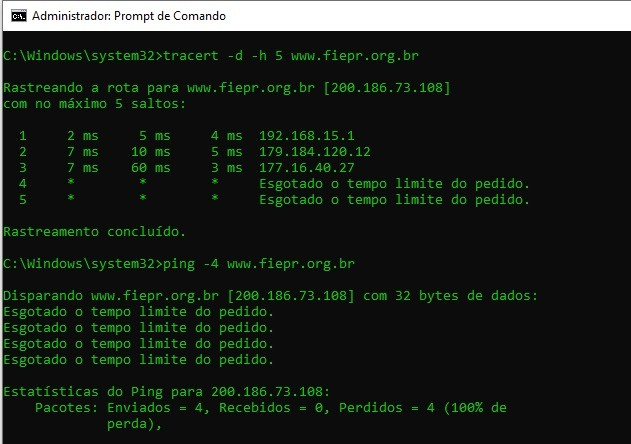 Administrador: Prompt de Comando
C:\Windows\system32>tracert -d -h 5 www.fiepr.org.br
Rastreando a rota para www.fiepr.org.br [200.186.73.108]
com no máximo 5 saltos:
1 2 ms 5 ms 4 ms 192.168.15.1
2 7 ms 10 ms 5 ms 179.184.120.12
3 7 ms 60 ms 3 ms 177.16.40.27
4 * * * Esgotado o tempo limite do pedido.
5 * * * Esgotado o tempo limite do pedido.
Rastreamento concluído.
C:\Windows\system32>ping -4 www.fiepr.org.br
Disparando www.fiepr.org.br [200.186.73.108] com 32 bytes de dados:
Esgotado o tempo limite do pedido.
Esgotado o tempo limite do pedido.
Esgotado o tempo limite do pedido.
Esgotado o tempo limite do pedido.
Estatísticas do Ping para 200.186.73.108:
Pacotes: Enviados = 4, Recebidos = 0, Perdidos = 4 (100% de
perda),